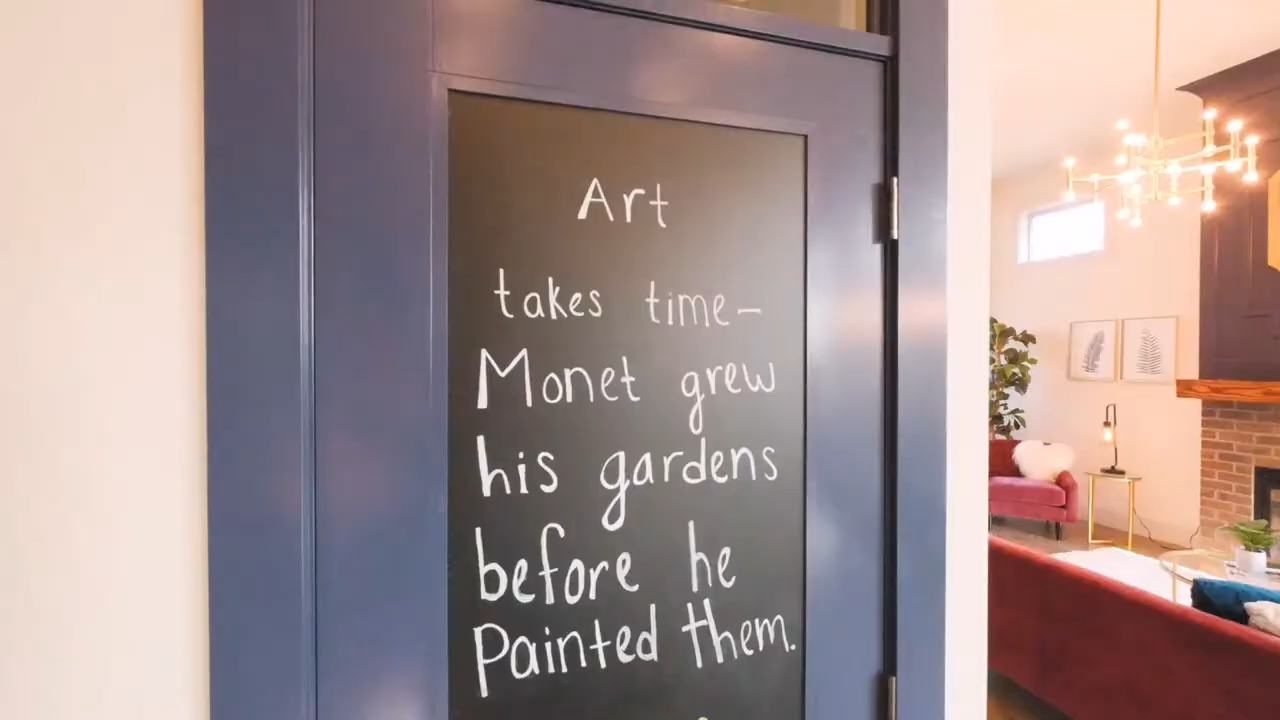 Art
takes time-
Monet grew
his gardens
before he
Painted them.